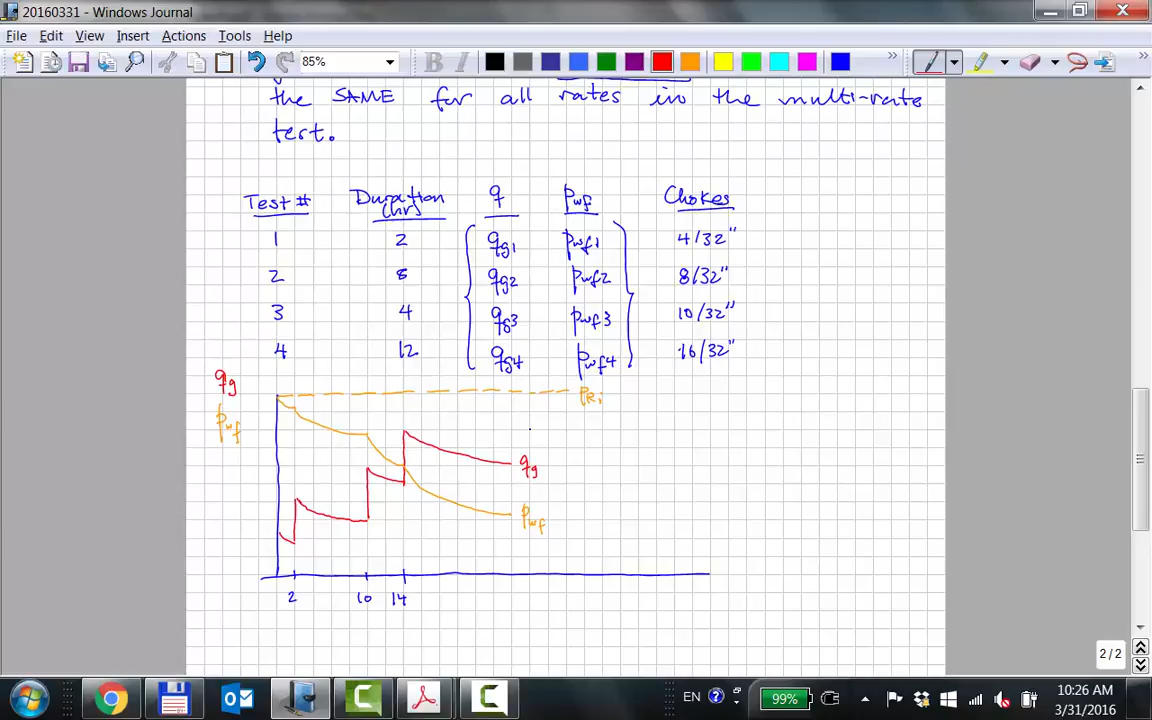 20160331 - Windows Journal
File Edit View Insert Actions Tools Help
85%
the SAME for all rates in the multi-rate
test.
Test # Duration (hrs) q pwf Chokes
1 2 qg1 pwf1 4/32"
2 8 qg2 pwf2 8/32"
3 4 qg3 pwf3 10/32"
4 12 qg4 pwf4 16/32"
qg
pwf
pRi
qg
pwf
2 10 14
2/2
EN 99% 10:26 AM
3/31/2016